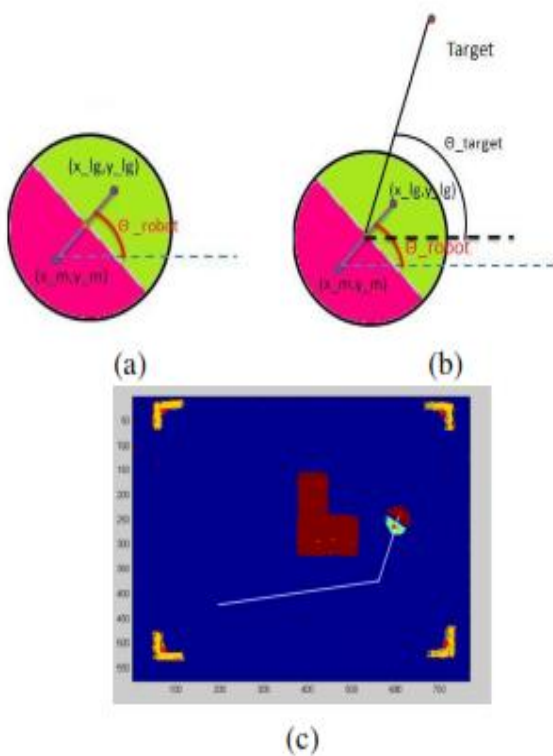 Target
Θ_target
(x_lg,y_lg)
Θ_robot
(x_m,y_m)
(x_lg,y_lg)
Θ_robot
(x_m,y_m)
(a)
(b)
50
100
150
200
250
300
350
400
450
500
550
100
200
300
400
500
600
700
(c)